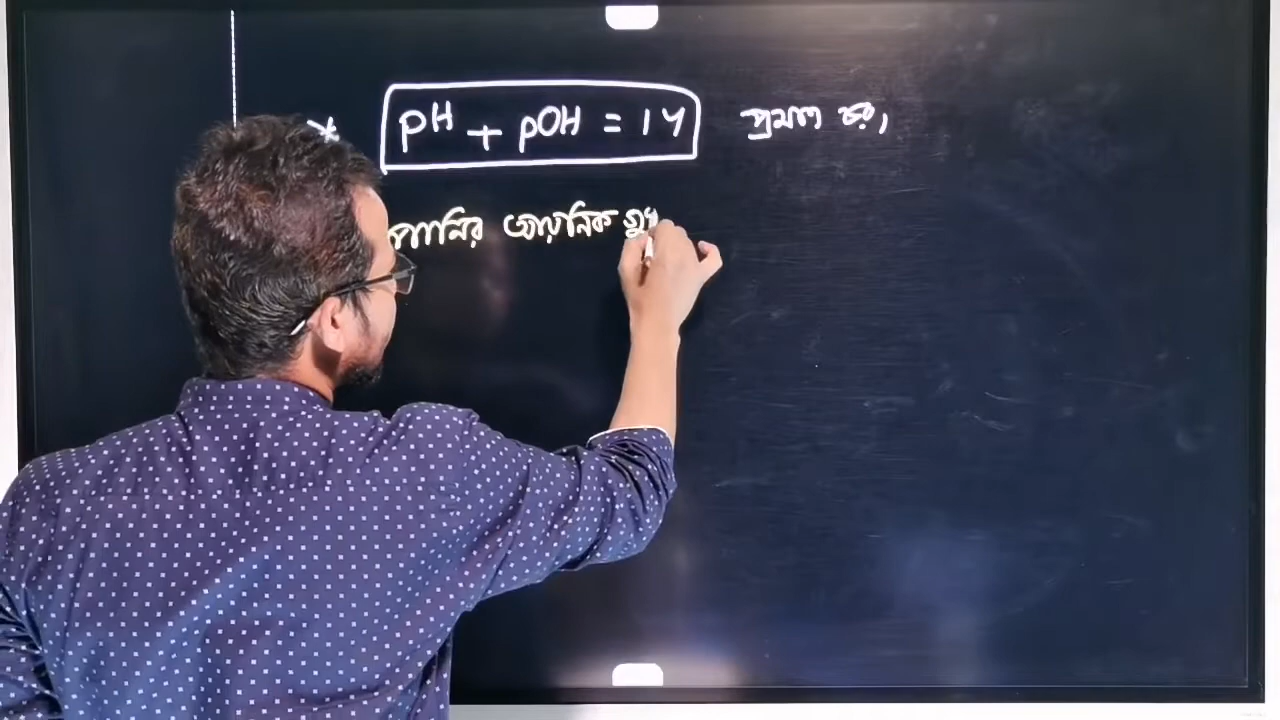 * pH + pOH = 14 প্রমাণ কর।
পানির আয়নিক গু